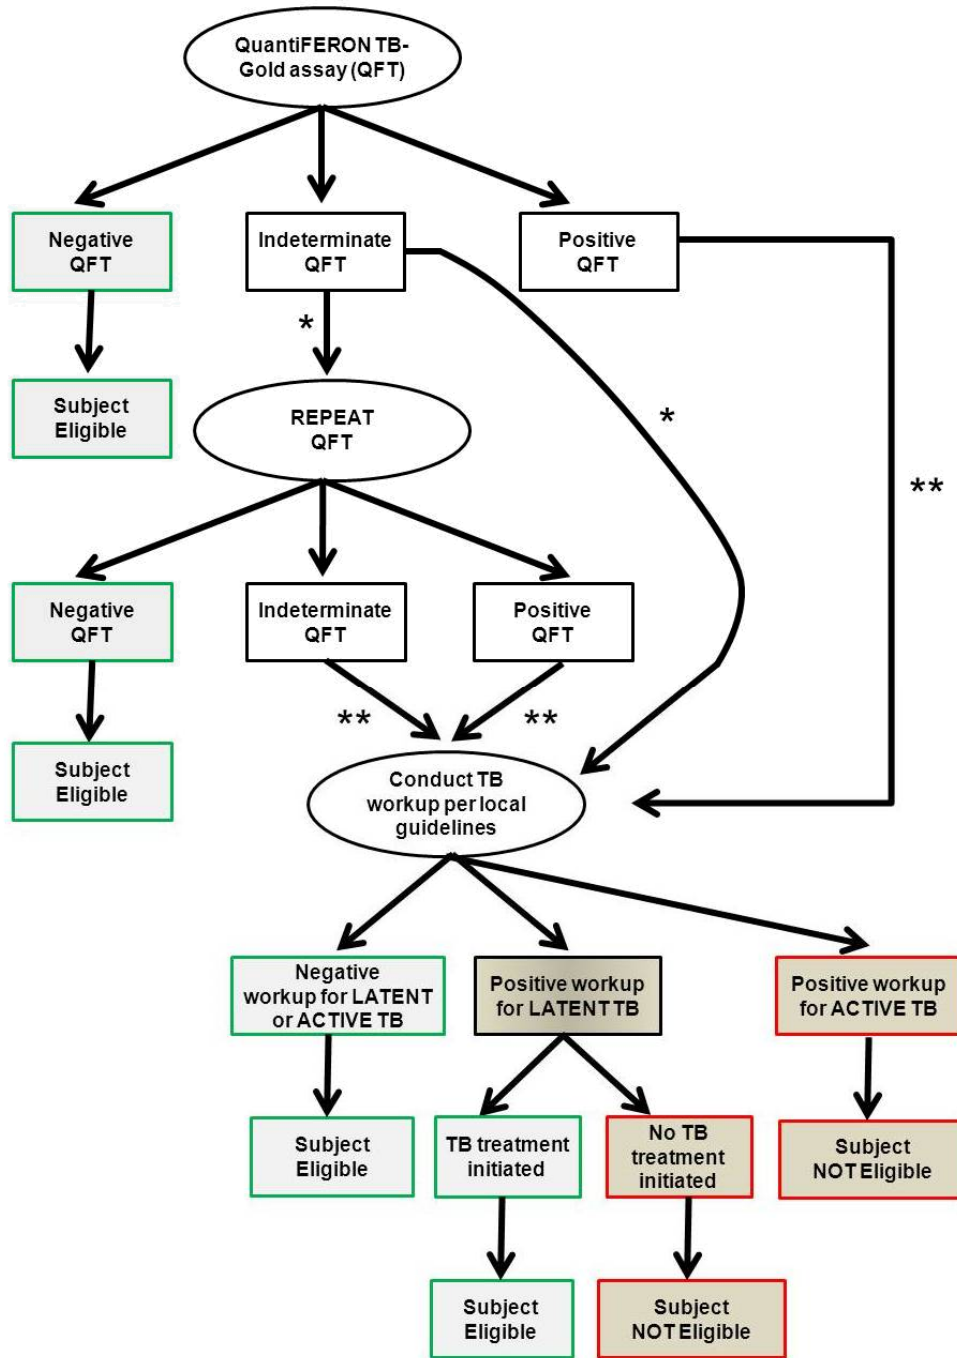 QuantiFERON TB-
Gold assay (QFT)
Negative
QFT
Indeterminate
QFT
Positive
QFT
*
*
**
Subject
Eligible
REPEAT
QFT
Negative
QFT
Indeterminate
QFT
Positive
QFT
**
**
Subject
Eligible
Conduct TB
workup per local
guidelines
Negative
workup for LATENT
or ACTIVE TB
Positive workup
for LATENT TB
Positive workup
for ACTIVE TB
Subject
Eligible
TB treatment
initiated
No TB
treatment
initiated
Subject
NOT Eligible
Subject
Eligible
Subject
NOT Eligible